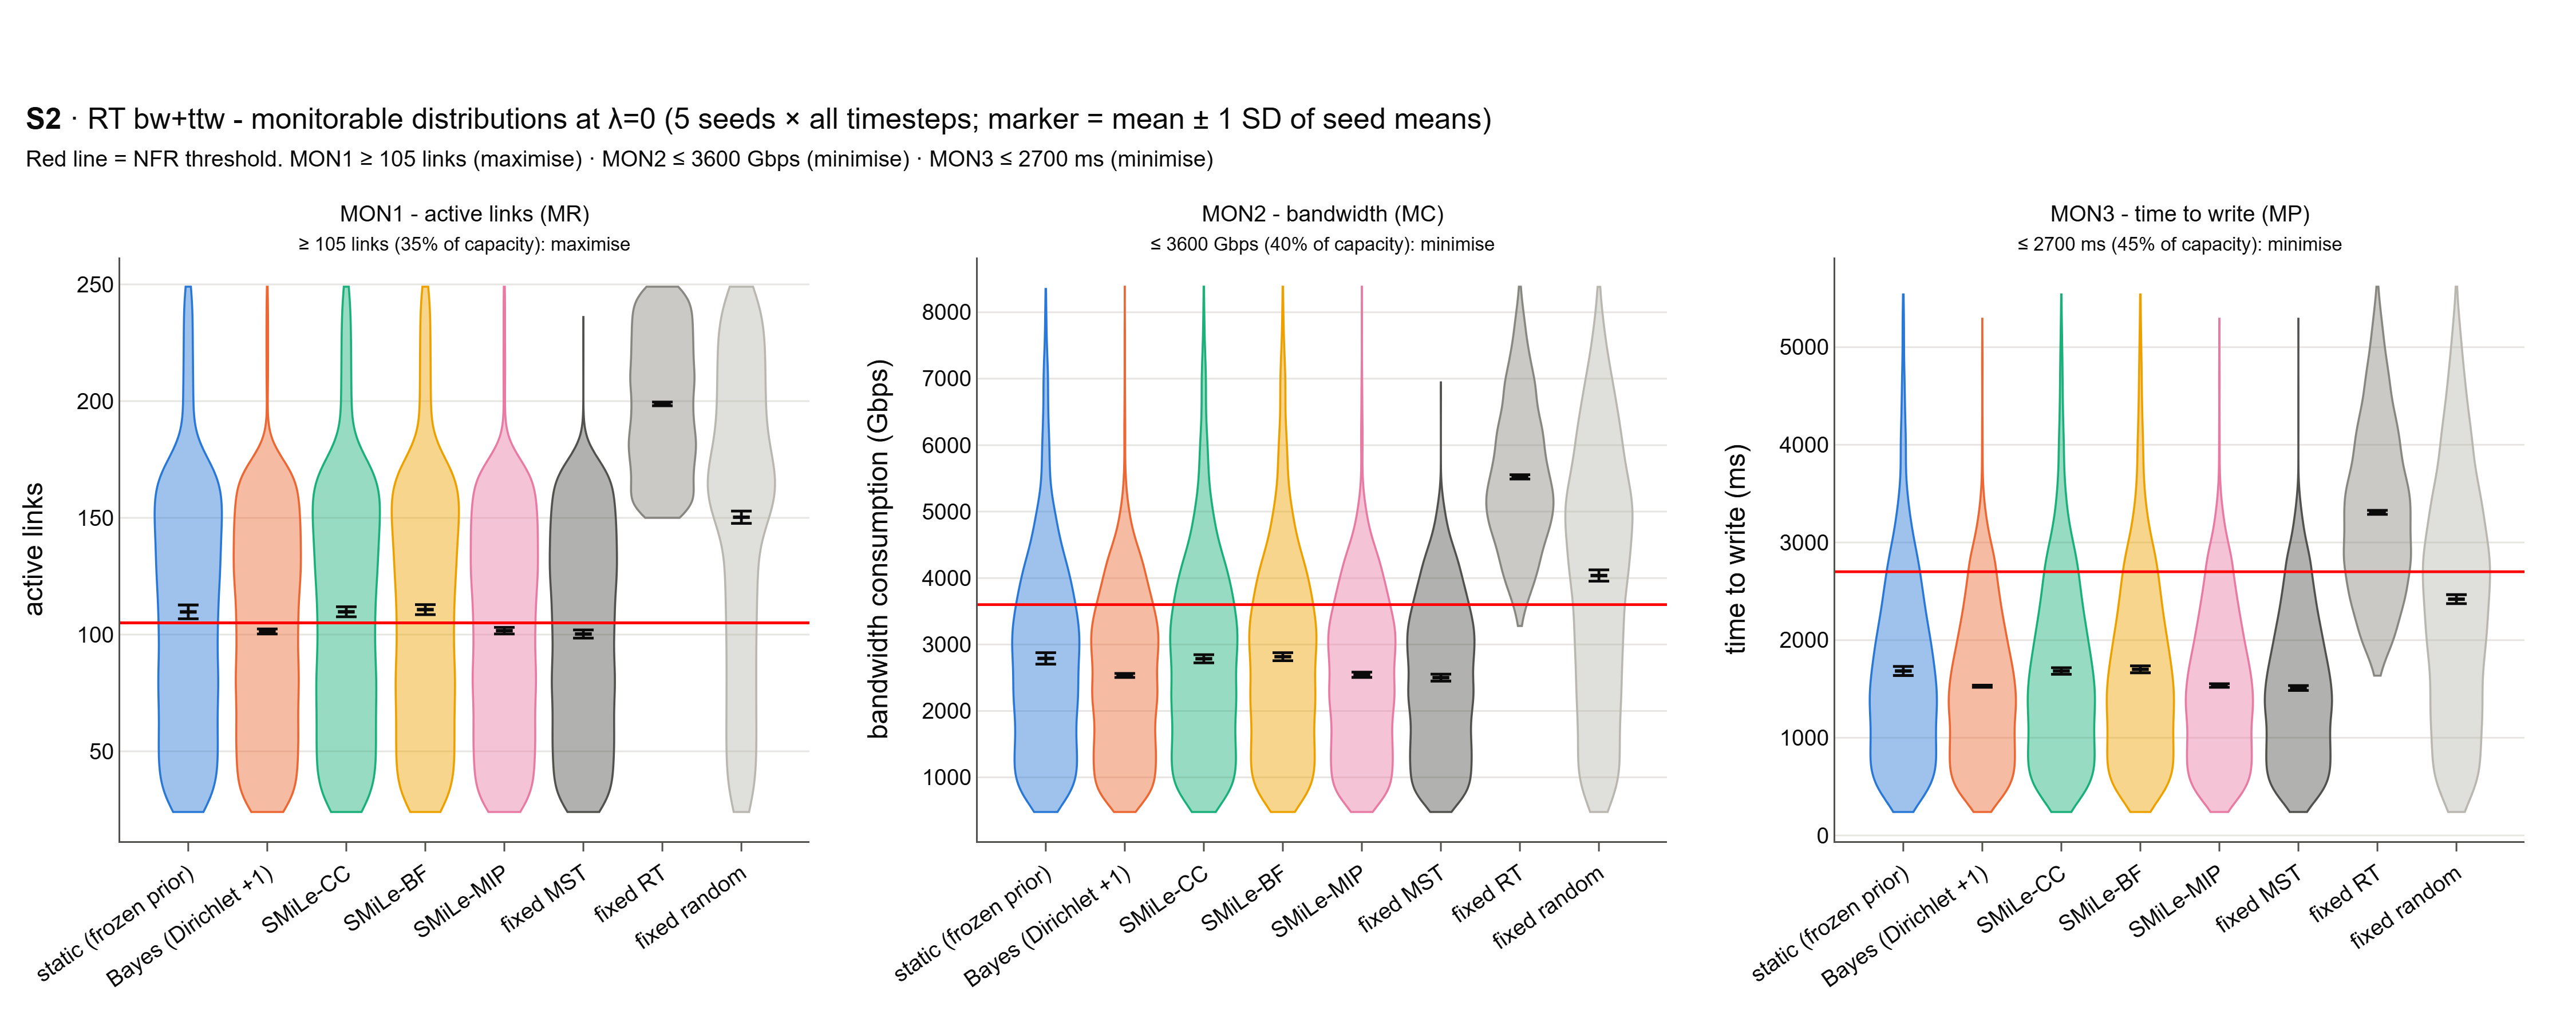 S2 · RT bw+ttw - monitorable distributions at λ=0 (5 seeds × all timesteps; marker = mean ± 1 SD of seed means)
Red line = NFR threshold. MON1 ≥ 105 links (maximise) · MON2 ≤ 3600 Gbps (minimise) · MON3 ≤ 2700 ms (minimise)
MON1 - active links (MR)
≥ 105 links (35% of capacity): maximise
active links
250
200
150
100
50
static (frozen prior)
Bayes (Dirichlet +1)
SMiLe-CC
SMiLe-BF
SMiLe-MIP
fixed MST
fixed RT
fixed random
MON2 - bandwidth (MC)
≤ 3600 Gbps (40% of capacity): minimise
bandwidth consumption (Gbps)
8000
7000
6000
5000
4000
3000
2000
1000
static (frozen prior)
Bayes (Dirichlet +1)
SMiLe-CC
SMiLe-BF
SMiLe-MIP
fixed MST
fixed RT
fixed random
MON3 - time to write (MP)
≤ 2700 ms (45% of capacity): minimise
time to write (ms)
5000
4000
3000
2000
1000
0
static (frozen prior)
Bayes (Dirichlet +1)
SMiLe-CC
SMiLe-BF
SMiLe-MIP
fixed MST
fixed RT
fixed random